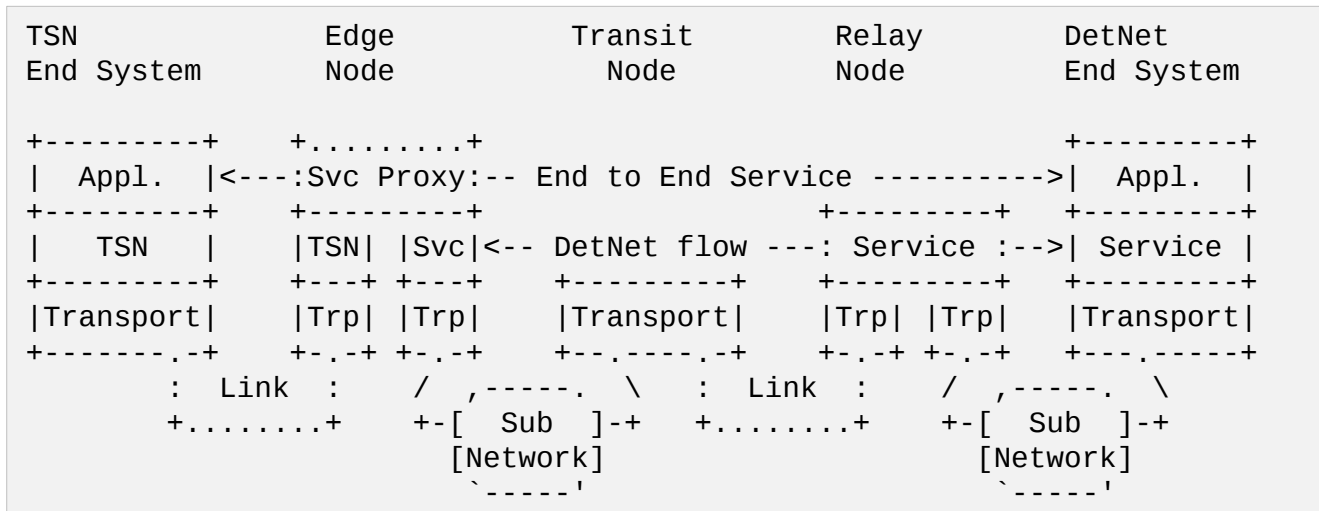 TSN                Edge          Transit        Relay        DetNet
End System       Node            Node         Node         End System

+---------+     +.........+                                  +---------+
|  Appl.  |<---:Svc Proxy:-- End to End Service ---------->|  Appl.  |
+---------+     +---------+                   +---------+   +---------+
|   TSN   |     |TSN| |Svc|<-- DetNet flow ---: Service :-->| Service |
+---------+     +---+ +---+    +---------+    +---------+   +---------+
|Transport|     |Trp| |Trp|    |Transport|    |Trp| |Trp|   |Transport|
+-------.-+     +-.-+ +-.-+    +--.----.-+    +-.-+ +-.-+   +---.-----+
        :  Link  :    /  ,-----.  \   :  Link  :    /  ,-----.  \
        +........+    +-[  Sub  ]-+   +........+    +-[  Sub  ]-+
                        [Network]                     [Network]
                         `-----'                       `-----'